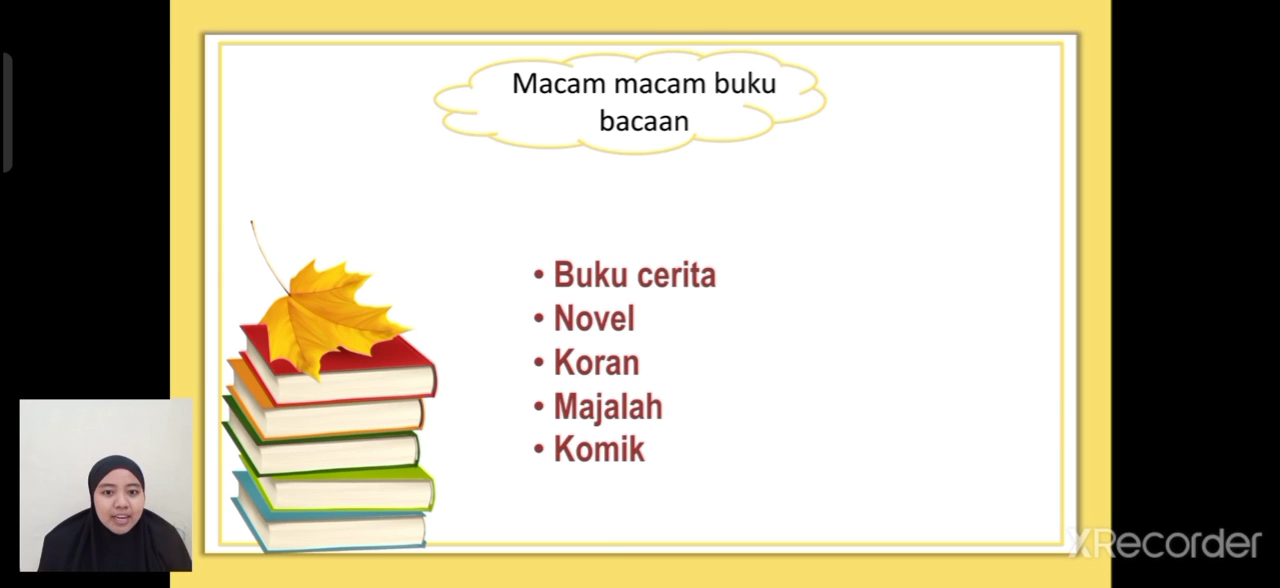 Macam macam buku
bacaan
• Buku cerita
• Novel
• Koran
• Majalah
• Komik
XRecorder